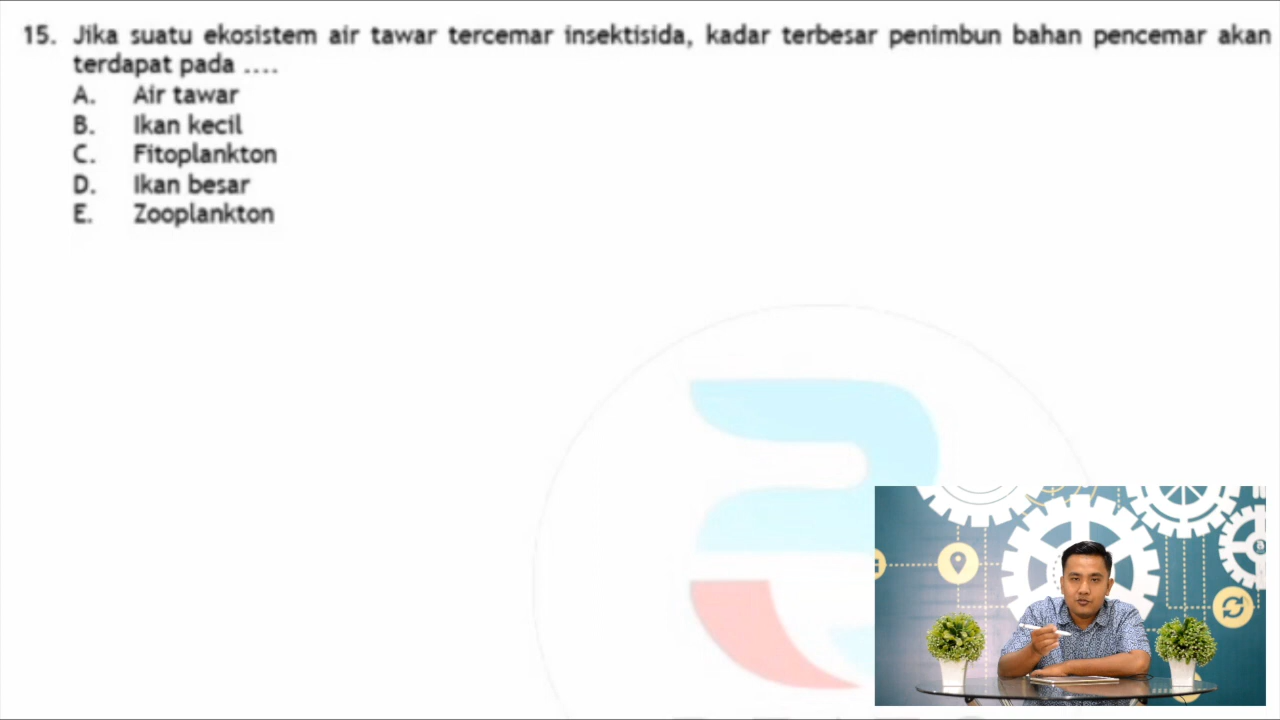 15. Jika suatu ekosistem air tawar tercemar insektisida, kadar terbesar penimbun bahan pencemar akan
terdapat pada ....
A. Air tawar
B. Ikan kecil
C. Fitoplankton
D. Ikan besar
E. Zooplankton